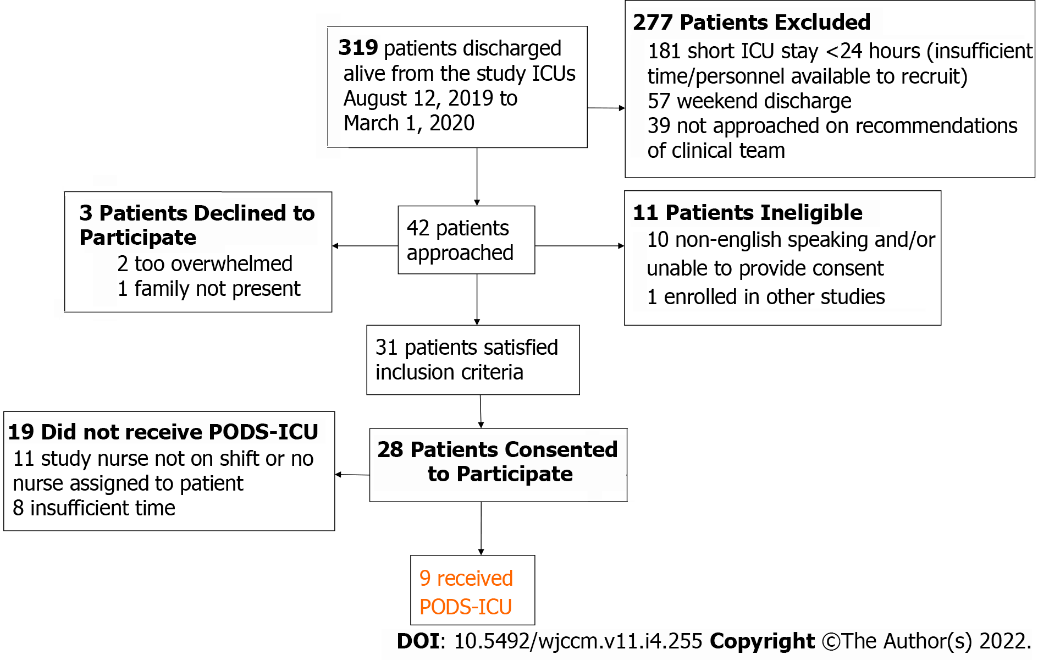 319 patients discharged
alive from the study ICUs
August 12, 2019 to
March 1, 2020
277 Patients Excluded
181 short ICU stay <24 hours (insufficient
time/personnel available to recruit)
57 weekend discharge
39 not approached on recommendations
of clinical team
3 Patients Declined to
Participate
2 too overwhelmed
1 family not present
42 patients
approached
11 Patients Ineligible
10 non-english speaking and/or
unable to provide consent
1 enrolled in other studies
31 patients satisfied
inclusion criteria
19 Did not receive PODS-ICU
11 study nurse not on shift or no
nurse assigned to patient
8 insufficient time
28 Patients Consented
to Participate
9 received
PODS-ICU
DOI: 10.5492/wjccm.v11.i4.255 Copyright ©The Author(s) 2022.